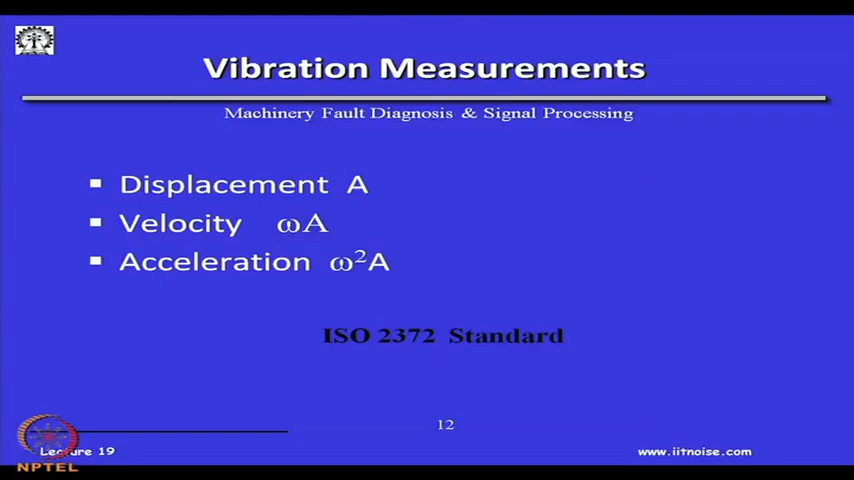 Vibration Measurements
Machinery Fault Diagnosis & Signal Processing
▪ Displacement A
▪ Velocity ωA
▪ Acceleration ω²A
ISO 2372 Standard
12
Lecture 19
www.iitnoise.com
NPTEL